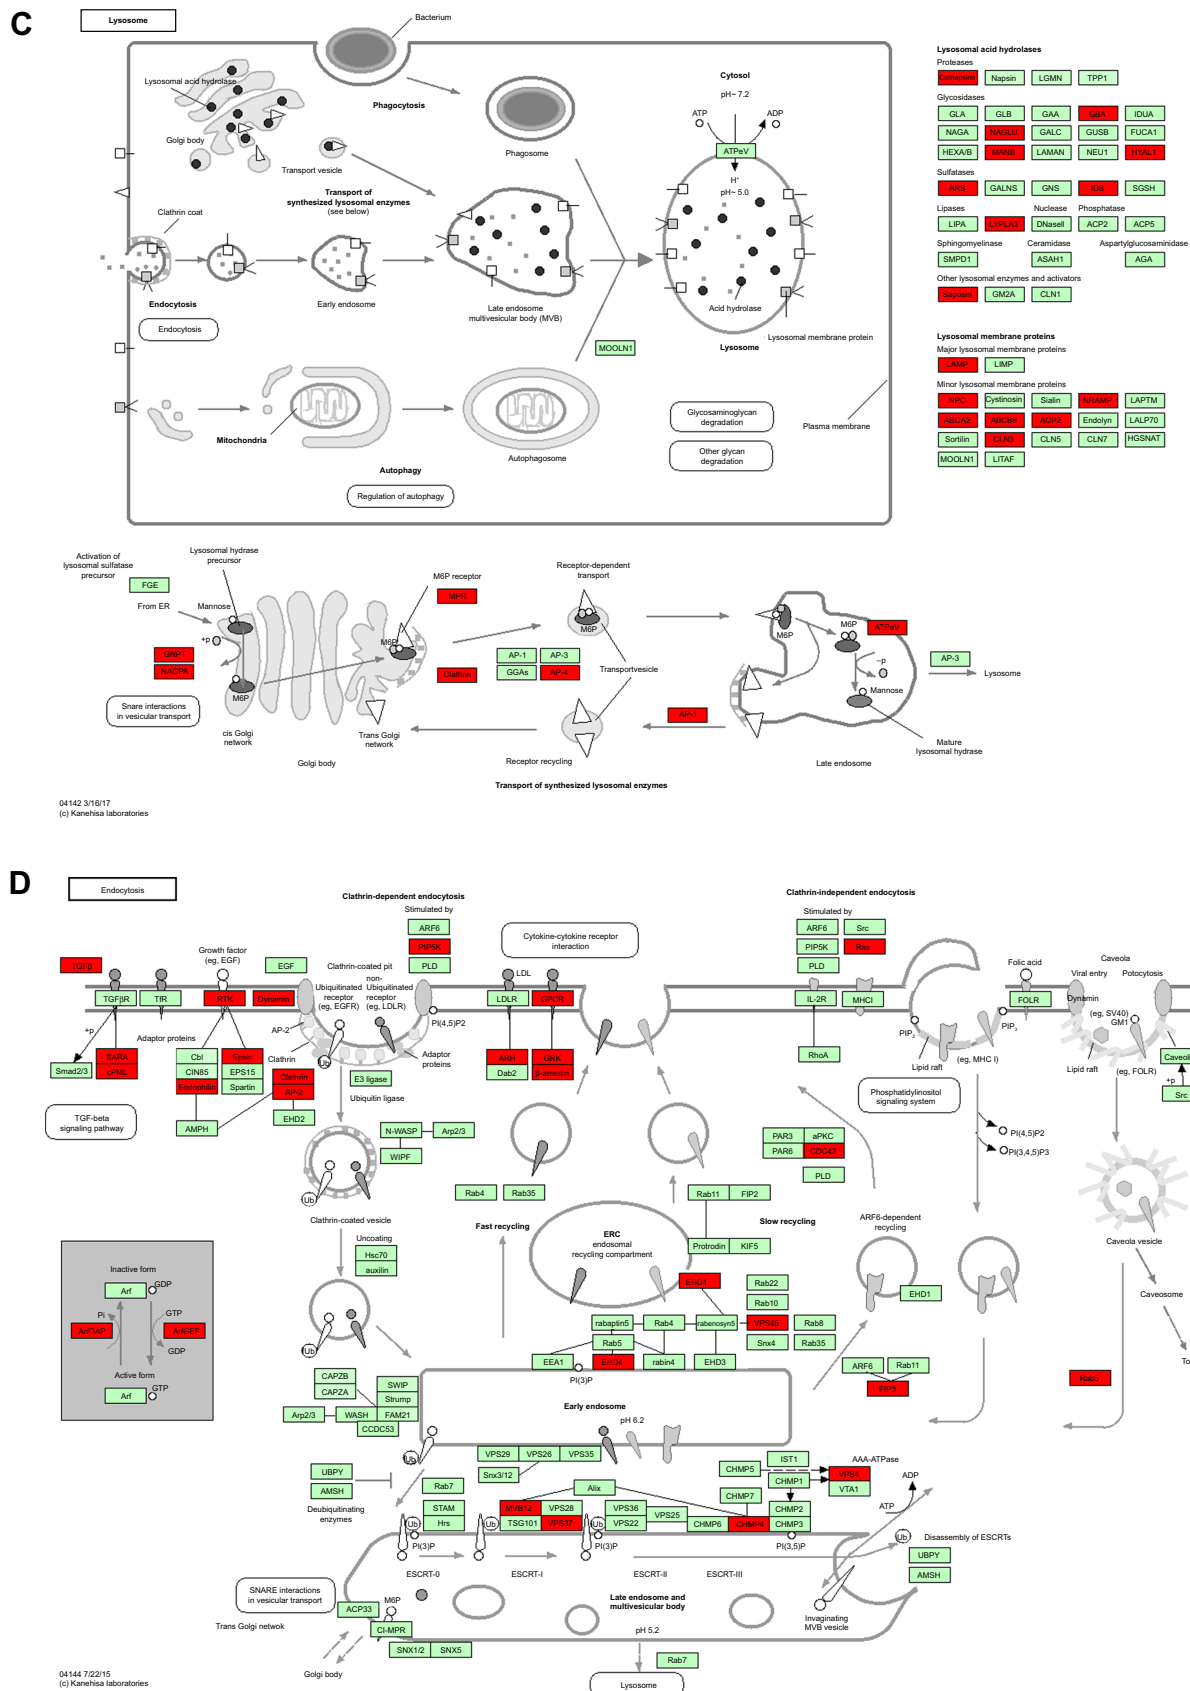 C
Lysosome
Bacterium
Lysosomal acid hydrolase
Phagocytosis
Golgi body
Transport vesicle
Phagosome
Transport of
synthesized lysosomal enzymes
(see below)
Clathrin coat
Endocytosis
Endocytosis
Early endosome
Late endosome
multivesicular body (MVB)
Cytosol
pH~ 7.2
ATP
ADP
ATPeV
H+
pH~ 5.0
Acid hydrolase
Lysosome
Lysosomal membrane protein
MOOLN1
Mitochondria
Autophagosome
Autophagy
Regulation of autophagy
Glycosaminoglycan
degradation
Other glycan
degradation
Plasma membrane
Lysosomal acid hydrolases
Proteases
Cathepsins
Napsin
LGMN
TPP1
Glycosidases
GLA
GLB
GAA
GBA
IDUA
NAGA
NAGLU
GALC
GUSB
FUCA1
HEXA/B
MANB
LAMAN
NEU1
HYAL1
Sulfatases
ARS
GALNS
GNS
IDS
SGSH
Lipases
Nuclease
Phosphatase
LIPA
LYPLA3
DNasell
ACP2
ACP5
Sphingomyelinase
Ceramidase
Aspartylglucosaminidase
SMPD1
ASAH1
AGA
Other lysosomal enzymes and activators
Saposin
GM2A
CLN1
Lysosomal membrane proteins
Major lysosomal membrane proteins
LAMP
LIMP
Minor lysosomal membrane proteins
NPC
Cystinosin
Sialin
NRAMP
LAPTM
ABCA2
ABCB9
ACP2
Endolyn
LALP70
Sortilin
CLN3
CLN5
CLN7
HGSNAT
MOOLN1
LITAF
Activation of
lysosomal sulfatase
precursor
FGE
Lysosomal hydrase
precursor
From ER
Mannose
+p
GNPT
NAGPA
M6P
Snare interactions
in vesicular transport
cis Golgi
network
Golgi body
Trans Golgi
network
M6P receptor
MPR
M6P
Clathrin
AP-1
AP-3
GGAs
AP-4
Receptor-dependent
transport
M6P
Transportvesicle
Receptor recycling
AP-1
M6P
M6P
ATPeV
–p
Mannose
Mature
lysosomal hydrase
Late endosome
AP-3
Lysosome
Transport of synthesized lysosomal enzymes
04142 3/16/17
(c) Kanehisa laboratories
D
Endocytosis
Clathrin-dependent endocytosis
Stimulated by
ARF6
PIP5K
PLD
Cytokine-cytokine receptor
interaction
Clathrin-independent endocytosis
Stimulated by
ARF6
Src
PIP5K
Ras
PLD
TGFβ
Growth factor
(eg, EGF)
EGF
Clathrin-coated pit
non-
Ubiquitinated
receptor
(eg, EGFR)
Ubiquitinated
receptor
(eg, LDLR)
LDL
TGFβR
TfR
RTK
Dynamin
LDLR
GPCR
IL-2R
MHCI
Folic acid
FOLR
Caveola
Viral entry
Potocytosis
Dynamin
(eg, SV40)
GM1
PI(4,5)P2
PIP2
PIP3
+p
AP-2
Adaptor proteins
Smad2/3
SARA
cPML
Cbl
CIN85
Endophilin
Epsin
EPS15
Spartin
Clathrin
Clathrin
AP-2
EHD2
AMPH
Ub
Adaptor
proteins
E3 ligase
Ubiquitin ligase
ARH
Dab2
GRK
β-arrestin
RhoA
Lipid raft
(eg, MHC I)
Lipid raft
(eg, FOLR)
Caveolin
+p
Src
TGF-beta
signaling pathway
Phosphatidylinositol
signaling system
N-WASP
Arp2/3
WIPF
PAR3
aPKC
PAR6
CDC42
PLD
PI(4,5)P2
PI(3,4,5)P3
Ub
Clathrin-coated vesicle
Rab4
Rab35
Rab11
FIP2
Fast recycling
Slow recycling
ERC
endosomal
recycling compartment
Protrodin
KIF5
ARF6-dependent
recycling
Caveola vesicle
Uncoating
Hsc70
auxilin
EHD1
EHD1
Caveosome
Inactive form
Arf
GDP
Pi
GTP
ArfGAP
ArfGEF
GDP
Active form
Arf
GTP
Ub
Rab22
Rab10
rabaptin5
Rab4
rabenosyn5
VPS45
Rab8
Rab5
Snx4
Rab35
EEA1
EHD4
rabin4
EHD3
PI(3)P
ARF6
Rab11
FIP3
Rab5
To
CAPZB
CAPZA
SWIP
Strump
Arp2/3
WASH
FAM21
CCDC53
Early endosome
pH 6.2
Ub
VPS29
VPS26
VPS35
Snx3/12
UBPY
AMSH
Deubiquitinating
enzymes
Rab7
STAM
Hrs
Alix
MVB12
VPS28
TSG101
VPS37
VPS36
VPS22
VPS25
CHMP5
IST1
CHMP1
CHMP7
CHMP2
CHMP6
CHMP4
CHMP3
AAA-ATPase
VPS4
VTA1
ADP
ATP
Ub
Ub
Ub
PI(3)P
PI(3)P
PI(3,5)P
Ub
Disassembly of ESCRTs
UBPY
AMSH
ESCRT-0
ESCRT-I
ESCRT-II
ESCRT-III
SNARE interactions
in vesicular transport
ACP33
M6P
CI-MPR
Trans Golgi netwok
SNX1/2
SNX5
Golgi body
Late endosome and
multivesicular body
pH 5.2
Invaginating
MVB vesicle
Rab7
Lysosome
04144 7/22/15
(c) Kanehisa laboratories